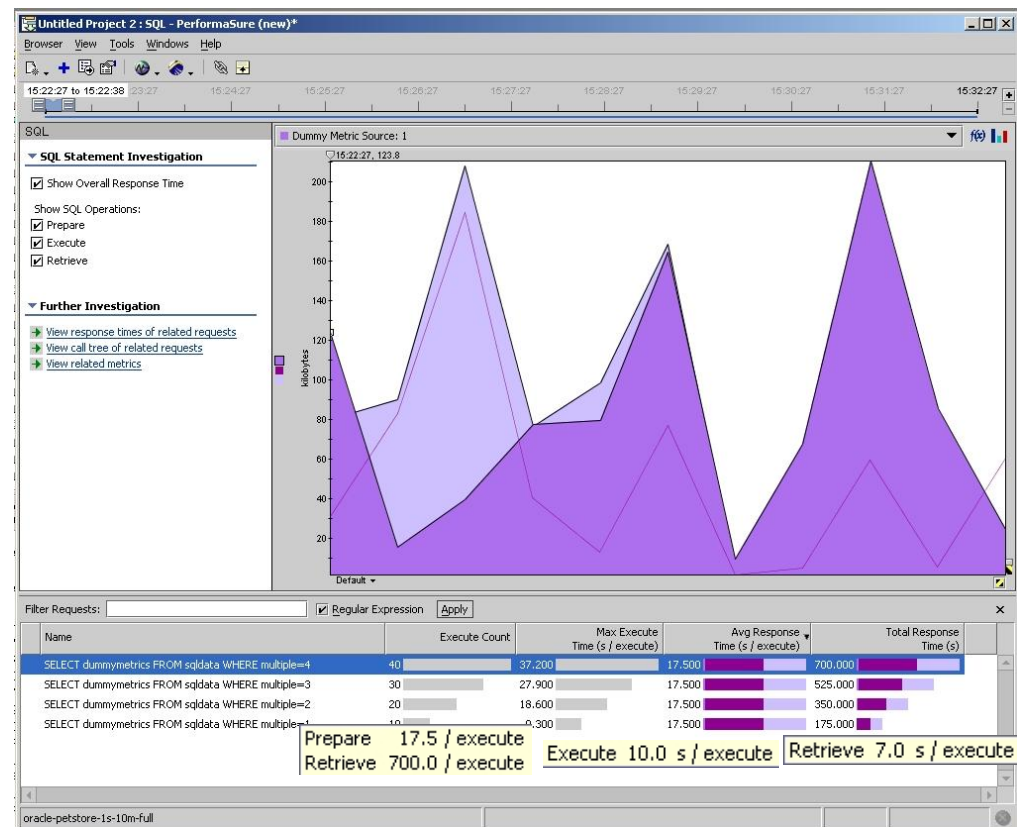 Untitled Project 2 : SQL - PerformaSure (new)*
Browser View Tools Windows Help
15:22:27 to 15:22:38 23:27 15:24:27 15:25:27 15:26:27 15:27:27 15:28:27 15:29:27 15:30:27 15:31:27 15:32:27
SQL
SQL Statement Investigation
Show Overall Response Time
Show SQL Operations:
Prepare
Execute
Retrieve
Further Investigation
View response times of related requests
View call tree of related requests
View related metrics
Dummy Metric Source: 1
f(x)
15:22:27, 123.8
200
180
160
140
120
100
80
60
40
20
kilobytes
Default
Filter Requests: Regular Expression Apply
Name Execute Count Max Execute Time (s / execute) Avg Response Time (s / execute) Total Response Time (s)
SELECT dummymetrics FROM sqldata WHERE multiple=4 40 37.200 17.500 700.000
SELECT dummymetrics FROM sqldata WHERE multiple=3 30 27.900 17.500 525.000
SELECT dummymetrics FROM sqldata WHERE multiple=2 20 18.600 17.500 350.000
SELECT dummymetrics FROM sqldata WHERE 17.500 175.000
Prepare 17.5 / execute
Retrieve 700.0 / execute
Execute 10.0 s / execute
Retrieve 7.0 s / execute
oracle-petstore-1s-10m-full